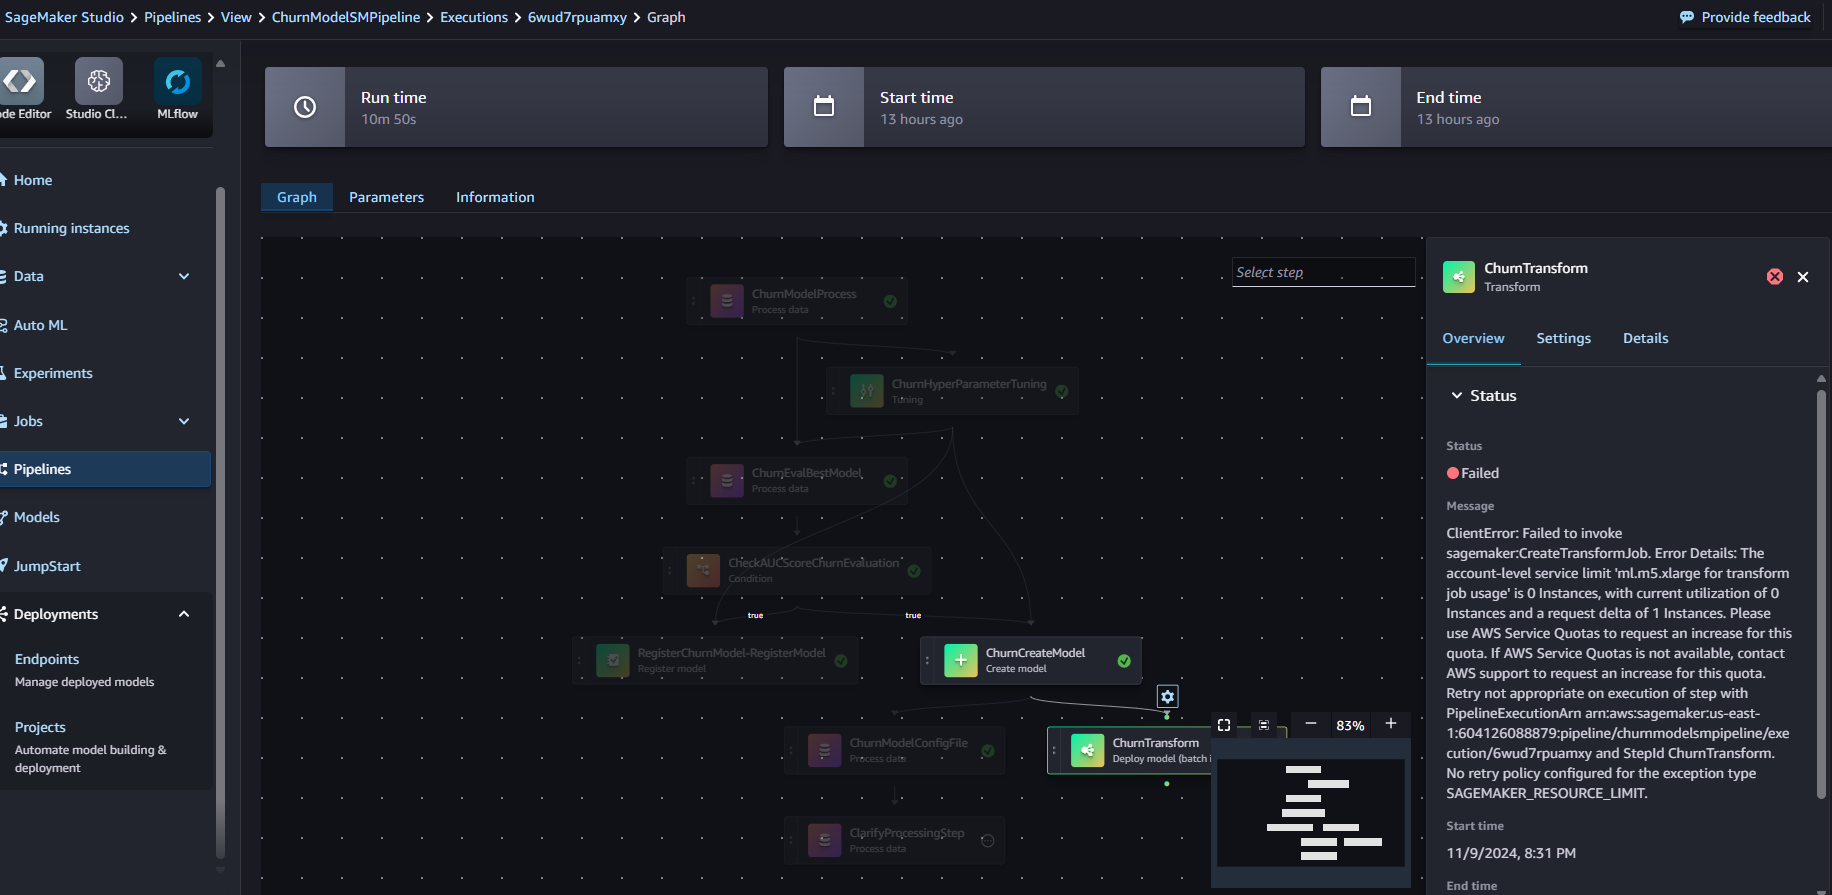 SageMaker Studio > Pipelines > View > ChurnModelSMPipeline > Executions > 6wud7rpuamxy > Graph
Provide feedback
ode Editor
Studio Cl...
MLflow
Home
Running instances
Data
Auto ML
Experiments
Jobs
Pipelines
Models
JumpStart
Deployments
Endpoints
Manage deployed models
Projects
Automate model building &
deployment
Run time
10m 50s
Start time
13 hours ago
End time
13 hours ago
Graph
Parameters
Information
Select step
ChurnModelProcess
Process data
ChurnHyperParameterTuning
Tuning
ChurnEvalBestModel
Process data
CheckAUCScoreChurnEvaluation
Condition
true
true
RegisterChurnModel-RegisterModel
Register model
ChurnCreateModel
Create model
ChurnModelConfigFile
Process data
ChurnTransform
Deploy model (batch i
ClarifyProcessingStep
Process data
83%
ChurnTransform
Transform
Overview
Settings
Details
Status
Status
Failed
Message
ClientError: Failed to invoke
sagemaker:CreateTransformJob. Error Details: The
account-level service limit 'ml.m5.xlarge for transform
job usage' is 0 Instances, with current utilization of 0
Instances and a request delta of 1 Instances. Please
use AWS Service Quotas to request an increase for this
quota. If AWS Service Quotas is not available, contact
AWS support to request an increase for this quota.
Retry not appropriate on execution of step with
PipelineExecutionArn arn:aws:sagemaker:us-east-
1:604126088879:pipeline/churnmodelsmpipeline/exe
cution/6wud7rpuamxy and StepId ChurnTransform.
No retry policy configured for the exception type
SAGEMAKER_RESOURCE_LIMIT.
Start time
11/9/2024, 8:31 PM
End time